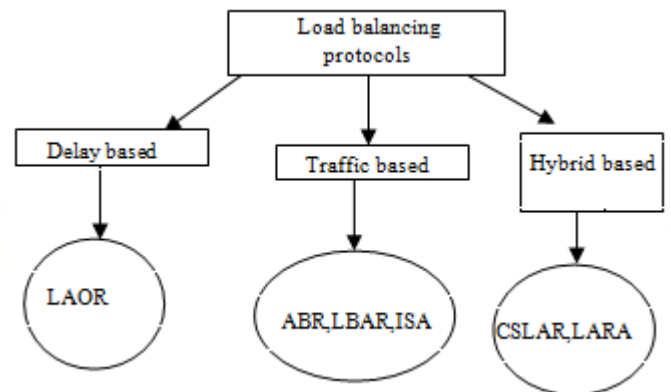 Load balancing
protocols
Delay based
Traffic based
Hybrid based
LAOR
ABR,LBAR,ISA
CSLAR,LARA